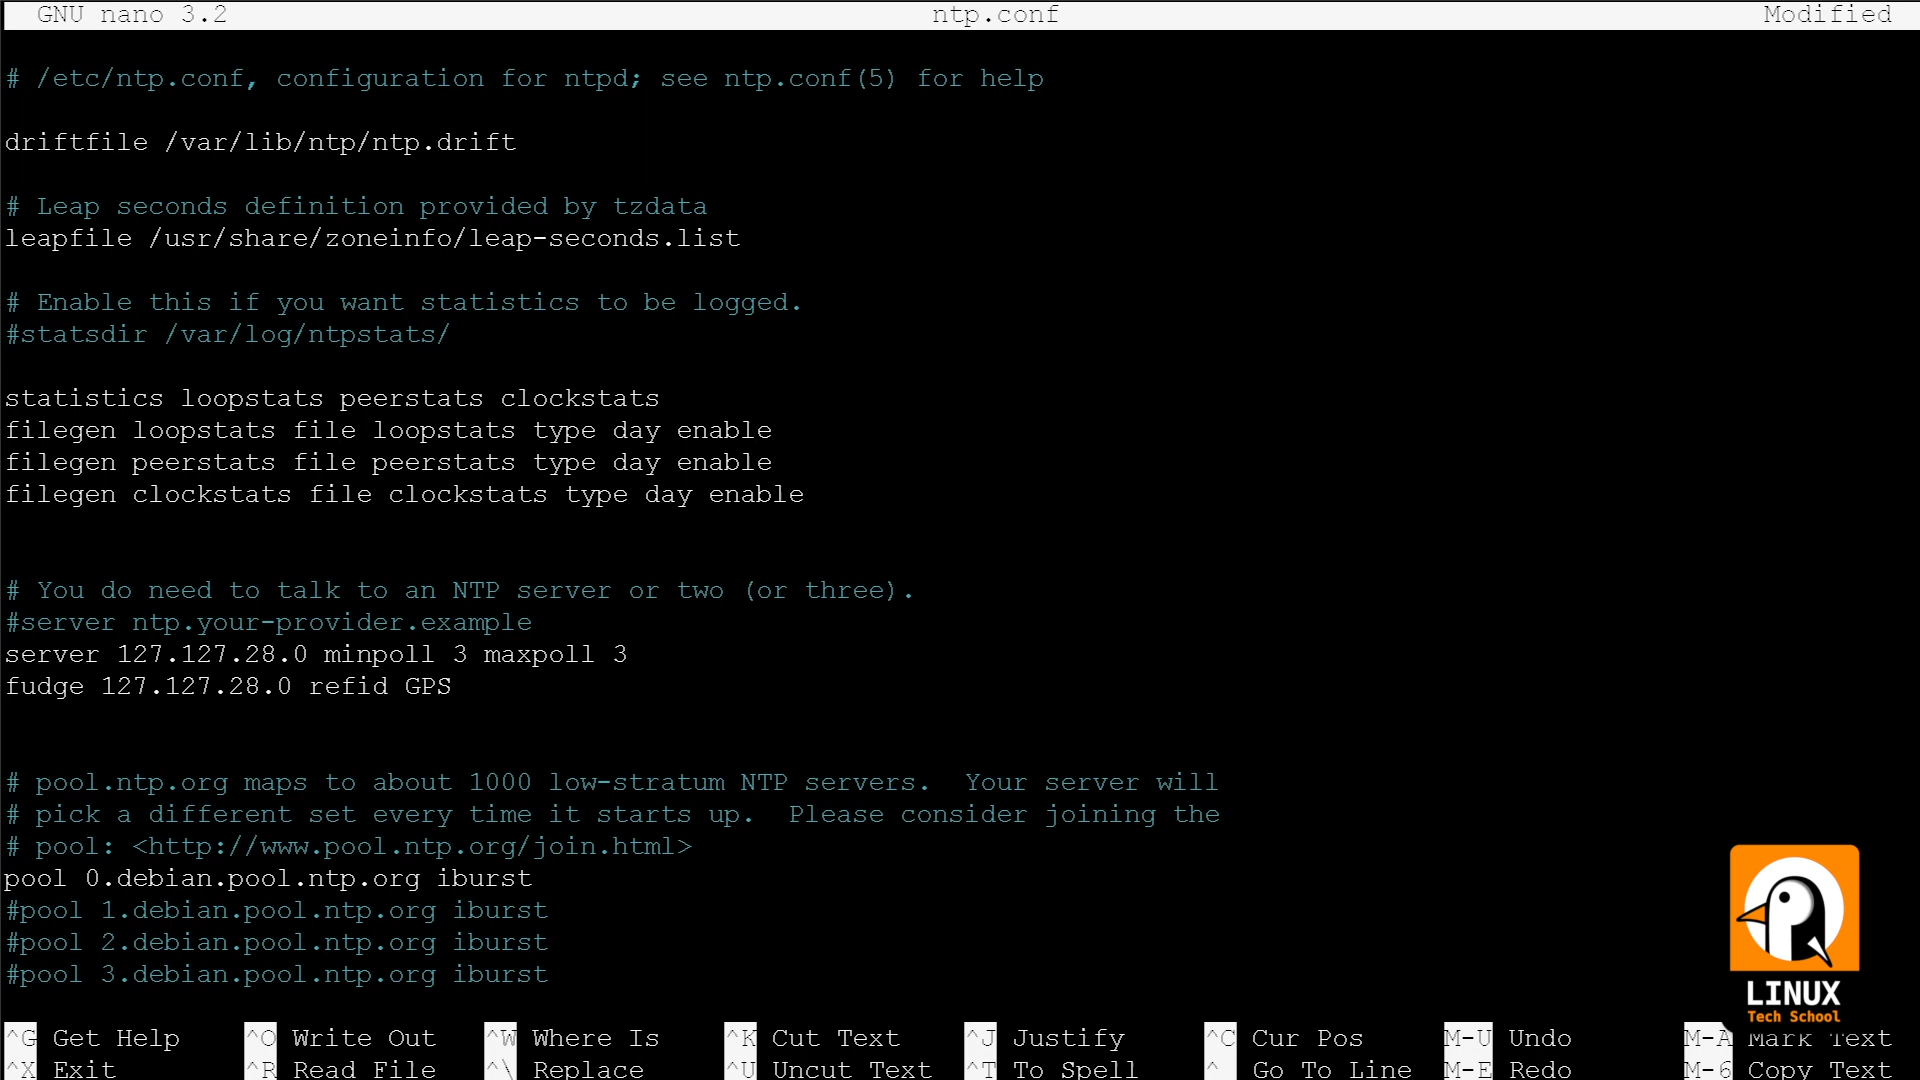 GNU nano 3.2 ntp.conf Modified
# /etc/ntp.conf, configuration for ntpd; see ntp.conf(5) for help
driftfile /var/lib/ntp/ntp.drift
# Leap seconds definition provided by tzdata
leapfile /usr/share/zoneinfo/leap-seconds.list
# Enable this if you want statistics to be logged.
#statsdir /var/log/ntpstats/
statistics loopstats peerstats clockstats
filegen loopstats file loopstats type day enable
filegen peerstats file peerstats type day enable
filegen clockstats file clockstats type day enable
# You do need to talk to an NTP server or two (or three).
#server ntp.your-provider.example
server 127.127.28.0 minpoll 3 maxpoll 3
fudge 127.127.28.0 refid GPS
# pool.ntp.org maps to about 1000 low-stratum NTP servers.  Your server will
# pick a different set every time it starts up.  Please consider joining the
# pool: <http://www.pool.ntp.org/join.html>
pool 0.debian.pool.ntp.org iburst
#pool 1.debian.pool.ntp.org iburst
#pool 2.debian.pool.ntp.org iburst
#pool 3.debian.pool.ntp.org iburst
LINUX
Tech School
^G Get Help ^O Write Out ^W Where Is ^K Cut Text ^J Justify ^C Cur Pos M-U Undo M-A Mark Text
^X Exit ^R Read File ^\ Replace ^U Uncut Text ^T To Spell ^_ Go To Line M-E Redo M-6 Copy Text